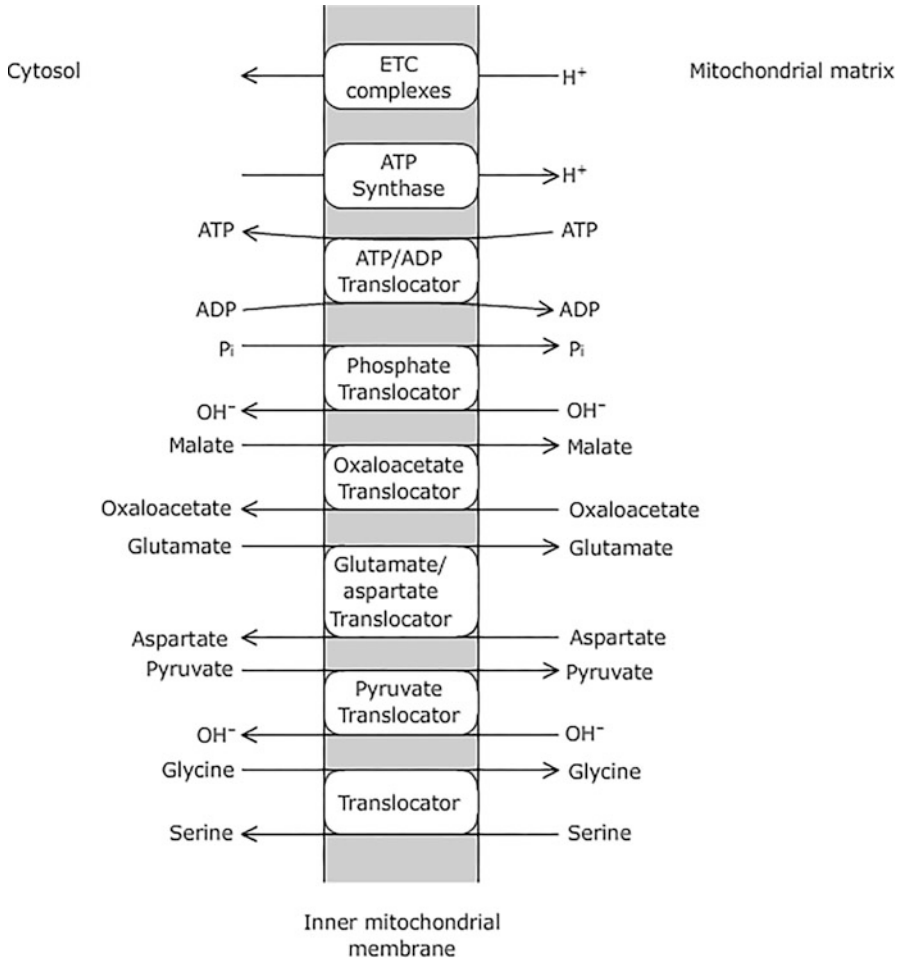 Cytosol
ETC
complexes
H⁺
Mitochondrial matrix
ATP
Synthase
H⁺
ATP
ATP
ATP/ADP
Translocator
ADP
ADP
Pi
Pi
Phosphate
Translocator
OH⁻
OH⁻
Malate
Malate
Oxaloacetate
Translocator
Oxaloacetate
Oxaloacetate
Glutamate
Glutamate
Glutamate/
aspartate
Translocator
Aspartate
Aspartate
Pyruvate
Pyruvate
Pyruvate
Translocator
OH⁻
OH⁻
Glycine
Glycine
Translocator
Serine
Serine
Inner mitochondrial
membrane